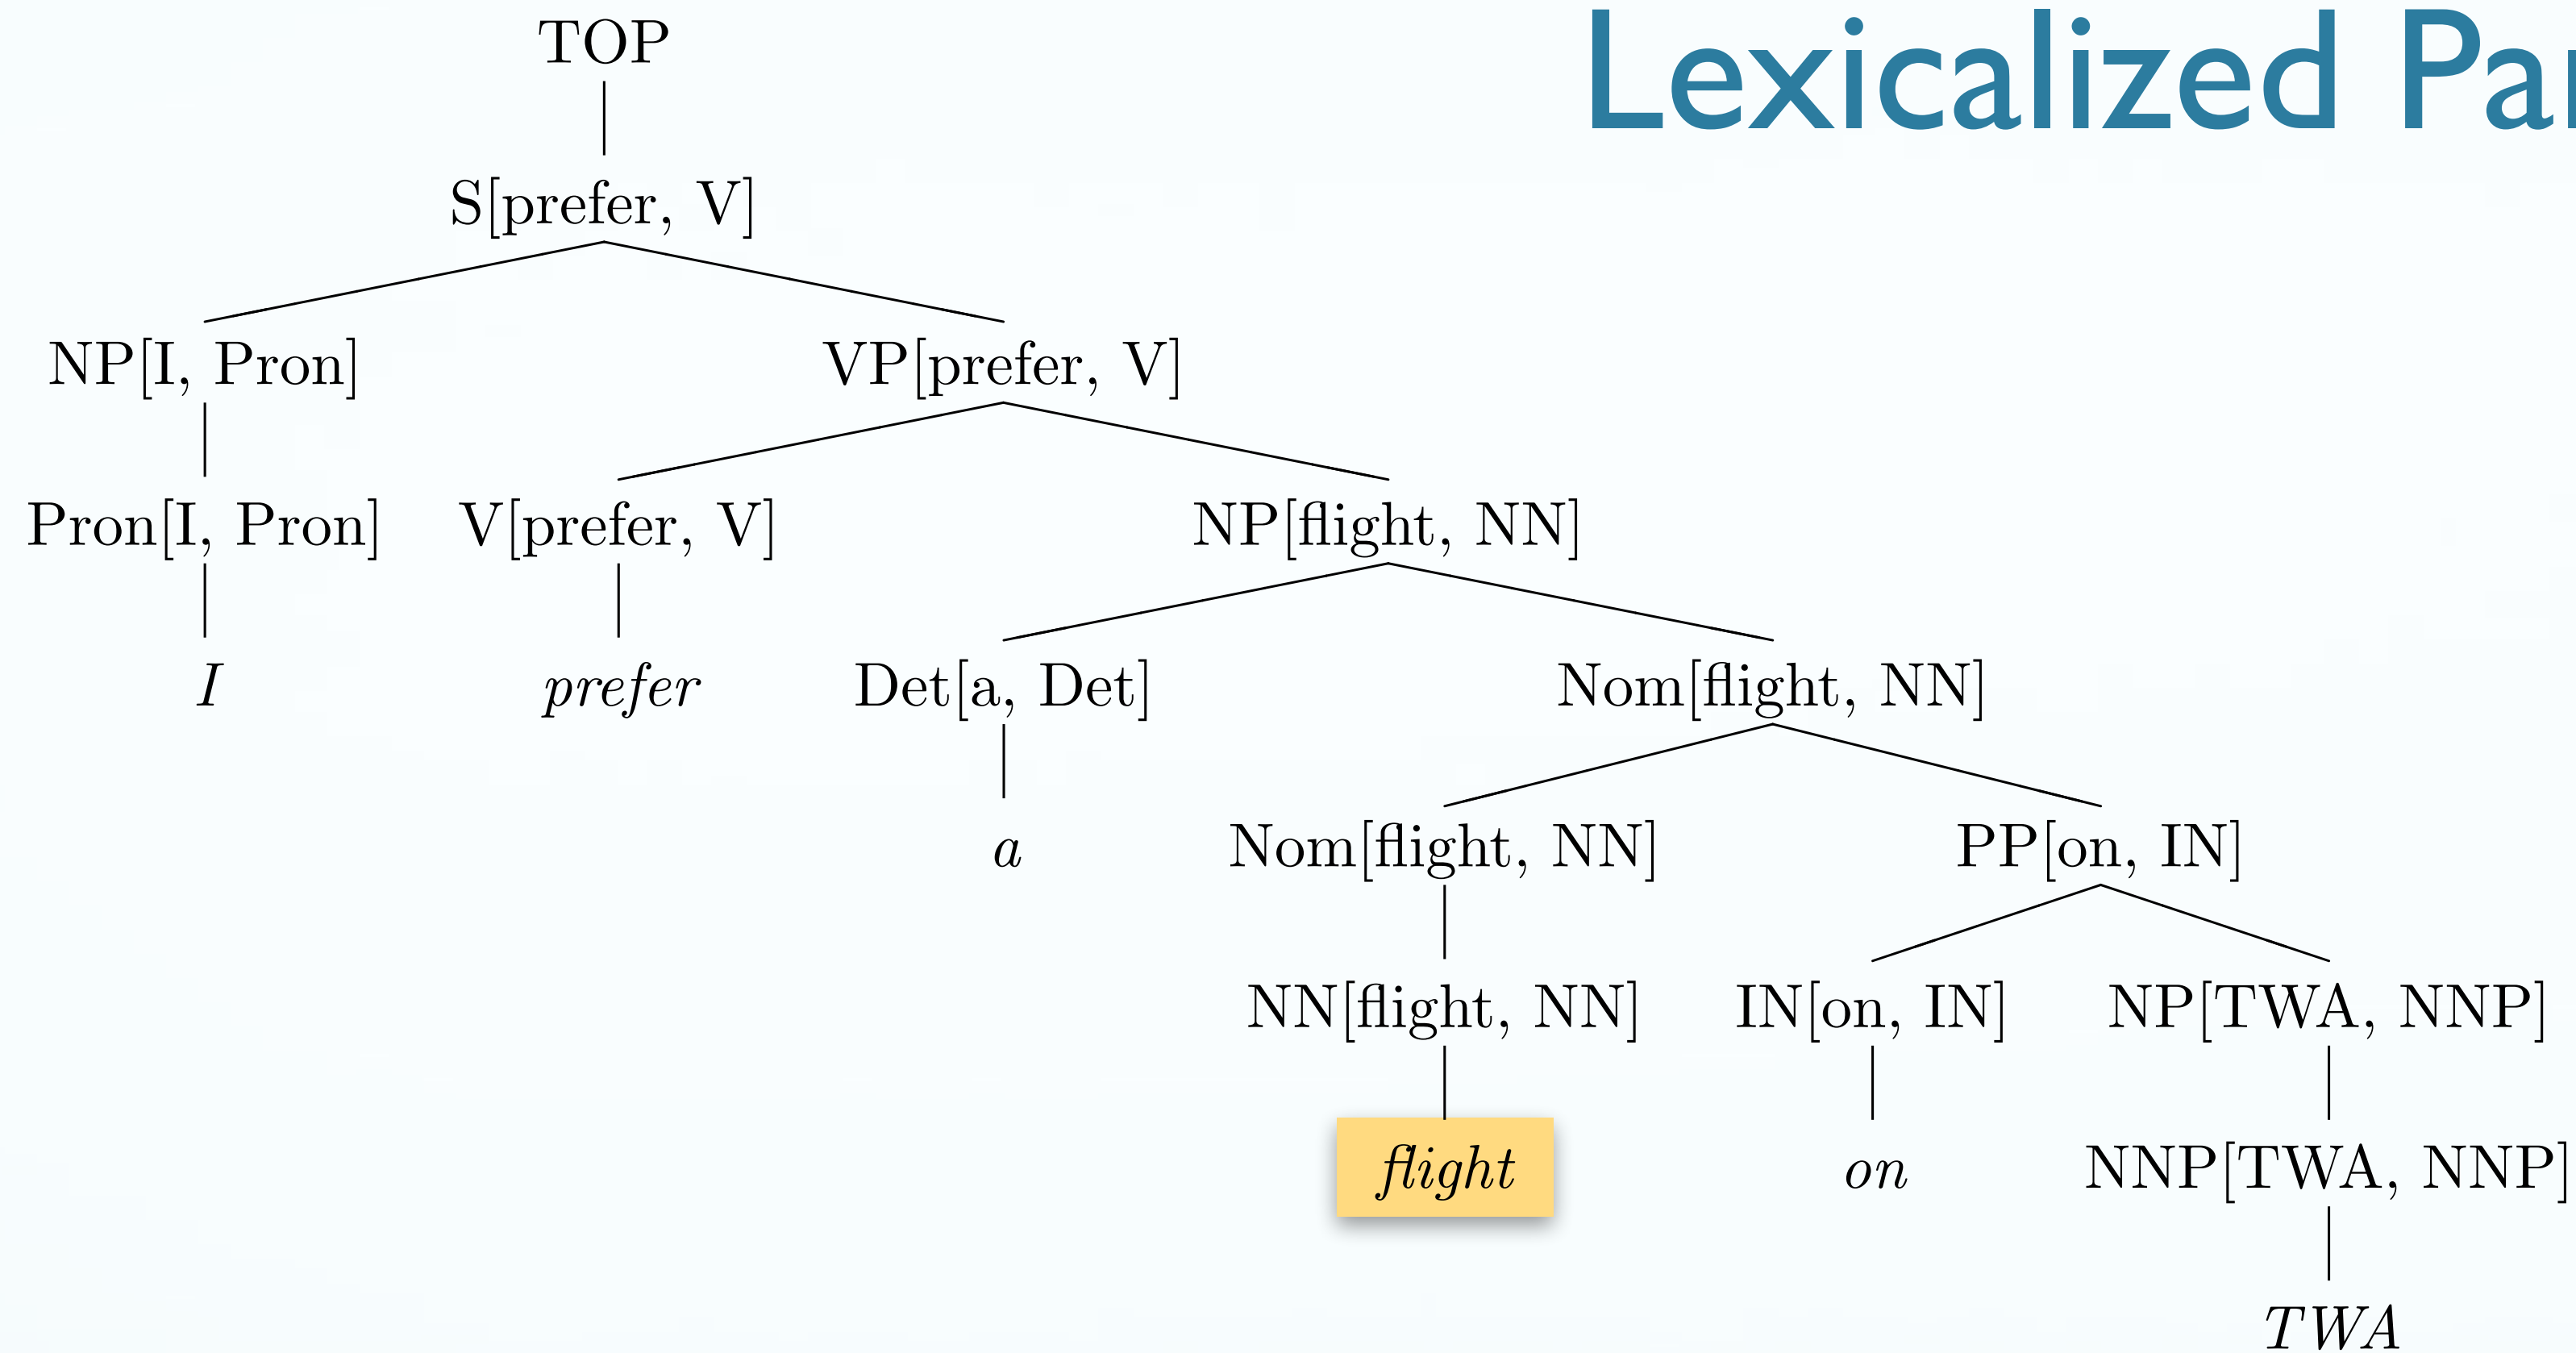 Lexicalized Par
TOP
S[prefer, V]
NP[I, Pron] VP[prefer, V]
Pron[I, Pron] V[prefer, V] NP[flight, NN]
I prefer Det[a, Det] Nom[flight, NN]
a Nom[flight, NN] PP[on, IN]
NN[flight, NN] IN[on, IN] NP[TWA, NNP]
flight on NNP[TWA, NNP]
TWA